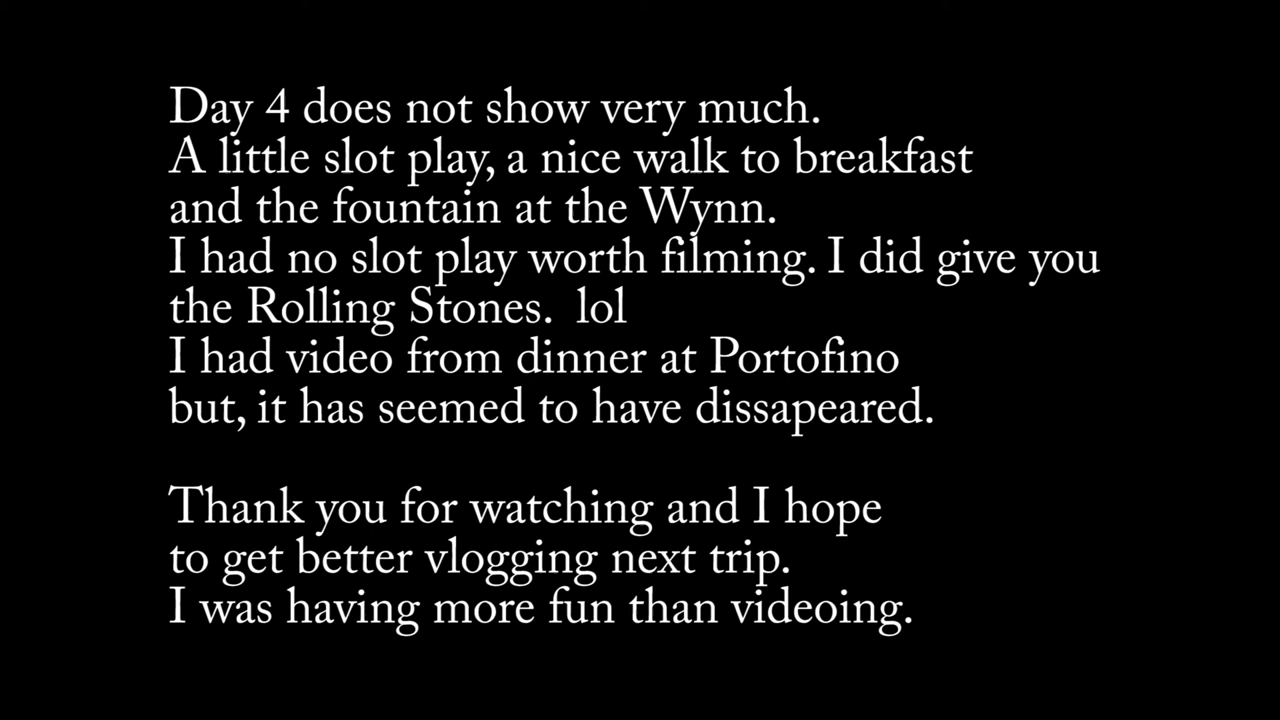 Day 4 does not show very much.
A little slot play, a nice walk to breakfast
and the fountain at the Wynn.
I had no slot play worth filming. I did give you
the Rolling Stones.  lol
I had video from dinner at Portofino
but, it has seemed to have dissapeared.
Thank you for watching and I hope
to get better vlogging next trip.
I was having more fun than videoing.